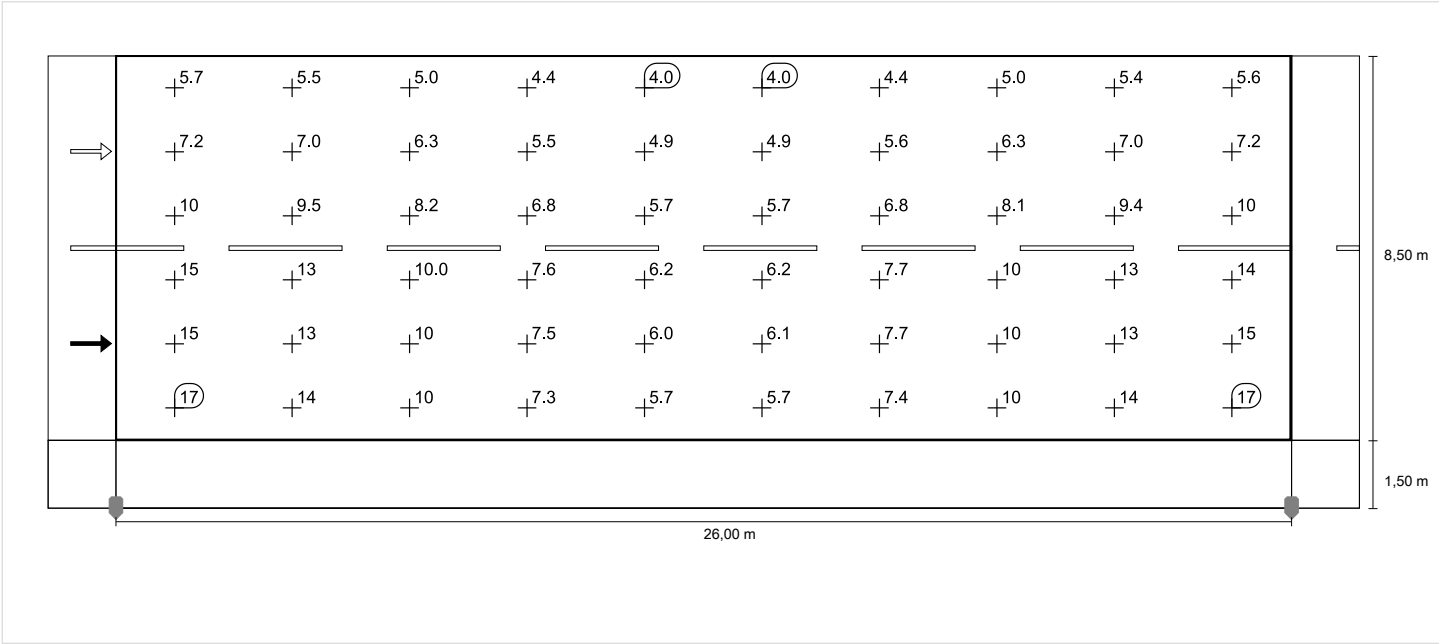 5.7 5.5 5.0 4.4 4.0 4.0 4.4 5.0 5.4 5.6
7.2 7.0 6.3 5.5 4.9 4.9 5.6 6.3 7.0 7.2
10 9.5 8.2 6.8 5.7 5.7 6.8 8.1 9.4 10
8,50 m
15 13 10.0 7.6 6.2 6.2 7.7 10 13 14
15 13 10 7.5 6.0 6.1 7.7 10 13 15
17 14 10 7.3 5.7 5.7 7.4 10 14 17
1,50 m
26,00 m